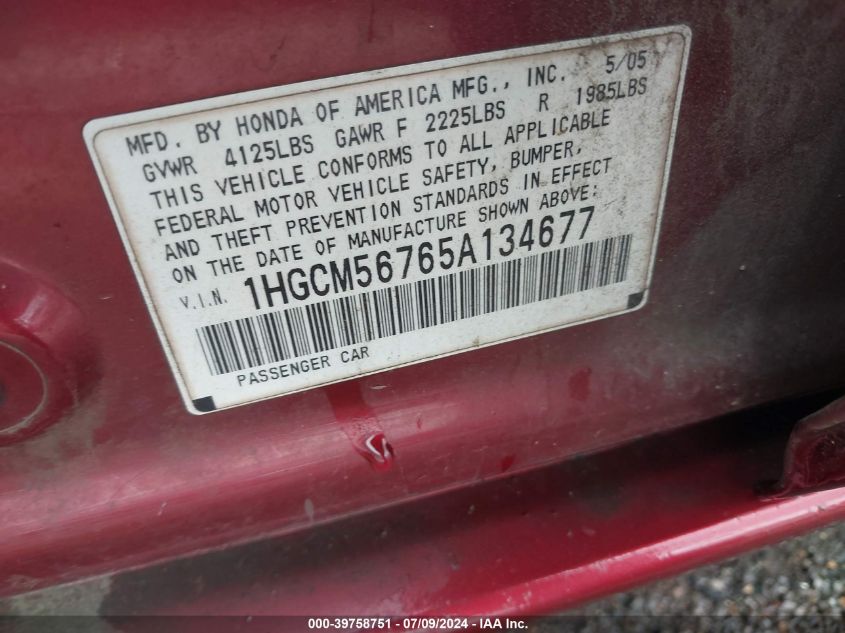 MFD. BY HONDA OF AMERICA MFG., INC. 5/05
GVWR 4125LBS GAWR F 2225LBS R 1985LBS
THIS VEHICLE CONFORMS TO ALL APPLICABLE
FEDERAL MOTOR VEHICLE SAFETY, BUMPER,
AND THEFT PREVENTION STANDARDS IN EFFECT
ON THE DATE OF MANUFACTURE SHOWN ABOVE:
V.I.N. 1HGCM56765A134677
PASSENGER CAR
000-39758751 / 07/09/2024 - IAA Inc.